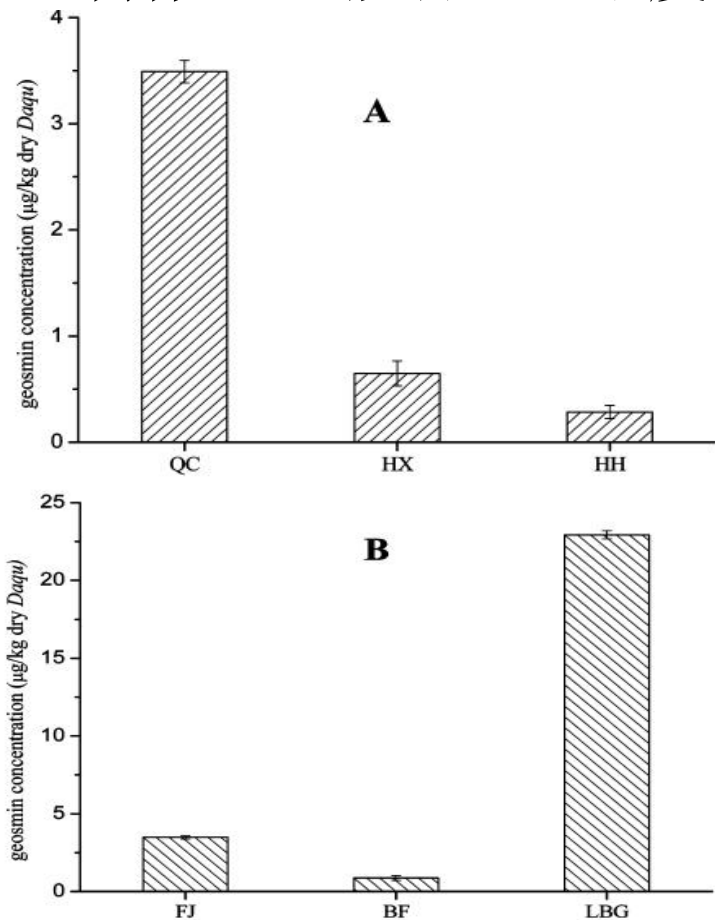 4
3
2
1
0
geosmin concentration (μg/kg dry Daqu)
A
QC HX HH
25
20
15
10
5
0
geosmin concentration (μg/kg dry Daqu)
B
FJ BF LBG